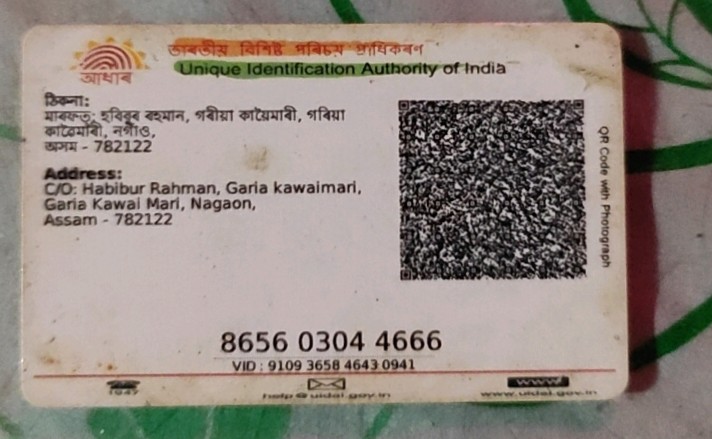 ভাৰতীয় বিশিষ্ট পৰিচয় প্ৰাধিকৰণ
আধাৰ
Unique Identification Authority of India
ঠিকনা:
মাৰফত: হবিবুৰ ৰহমান, গৰীয়া কাৱৈমাৰী, গৰিয়া
কাৱৈমাৰী, নগাঁও,
অসম - 782122
Address:
C/O: Habibur Rahman, Garia kawaimari,
Garia Kawai Mari, Nagaon,
Assam - 782122
QR Code with Photograph
8656 0304 4666
VID : 9109 3658 4643 0941
1947
help@uidai.gov.in
www
www.uidai.gov.in